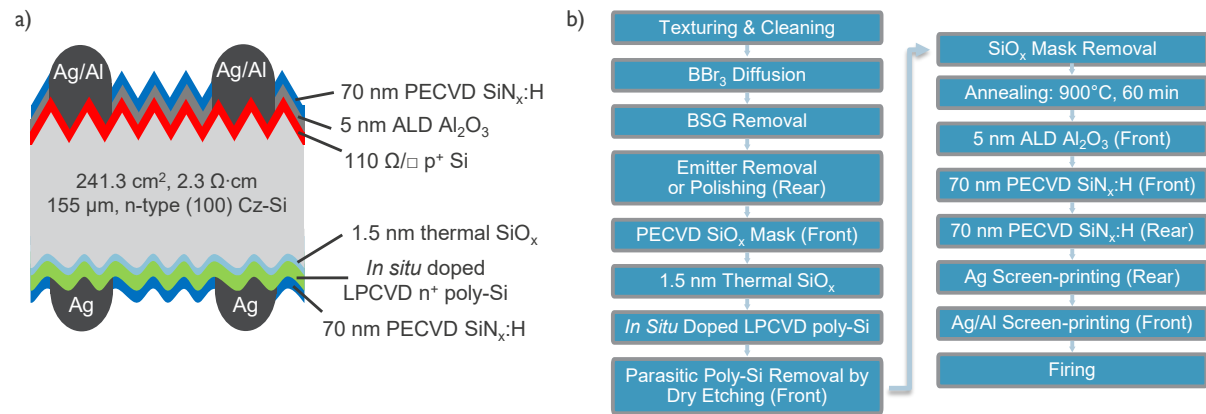 a)
Ag/Al
Ag/Al
70 nm PECVD SiNₓ:H
5 nm ALD Al₂O₃
110 Ω/□ p⁺ Si
241.3 cm², 2.3 Ω·cm
155 µm, n-type (100) Cz-Si
1.5 nm thermal SiOₓ
In situ doped
LPCVD n⁺ poly-Si
Ag
Ag
70 nm PECVD SiNₓ:H
b)
Texturing & Cleaning
BBr₃ Diffusion
BSG Removal
Emitter Removal
or Polishing (Rear)
PECVD SiOₓ Mask (Front)
1.5 nm Thermal SiOₓ
In Situ Doped LPCVD poly-Si
Parasitic Poly-Si Removal by
Dry Etching (Front)
SiOₓ Mask Removal
Annealing: 900°C, 60 min
5 nm ALD Al₂O₃ (Front)
70 nm PECVD SiNₓ:H (Front)
70 nm PECVD SiNₓ:H (Rear)
Ag Screen-printing (Rear)
Ag/Al Screen-printing (Front)
Firing